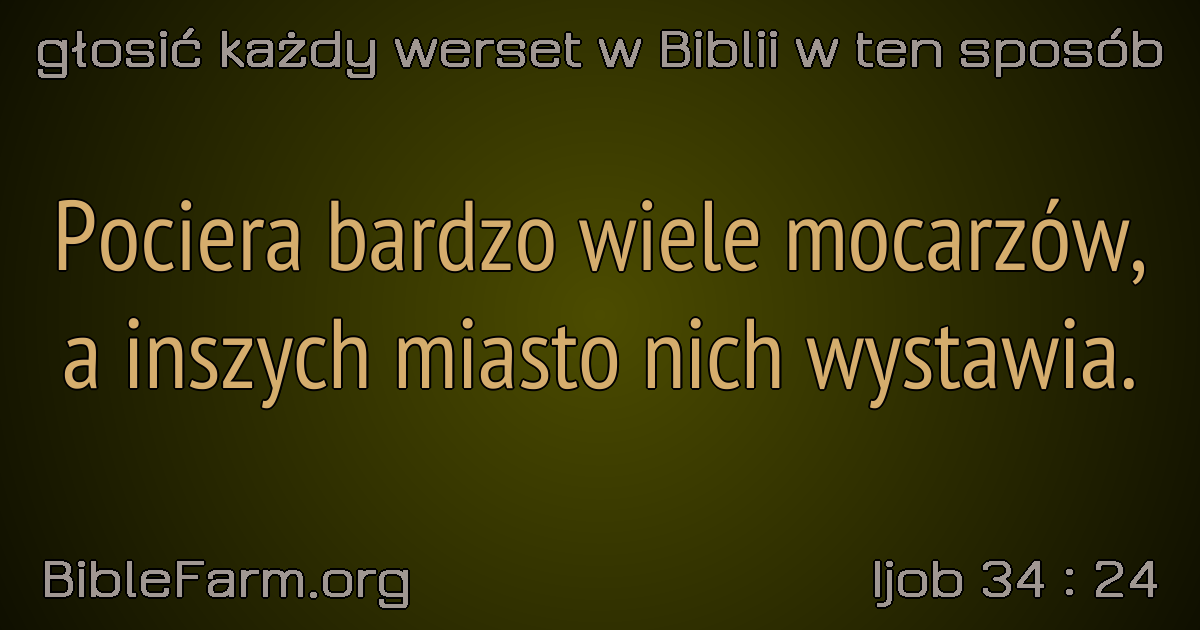 głosić każdy werset w Biblii w ten sposób
Pociera bardzo wiele mocarzów,
a inszych miasto nich wystawia.
BibleFarm.org
Ijob 34 : 24